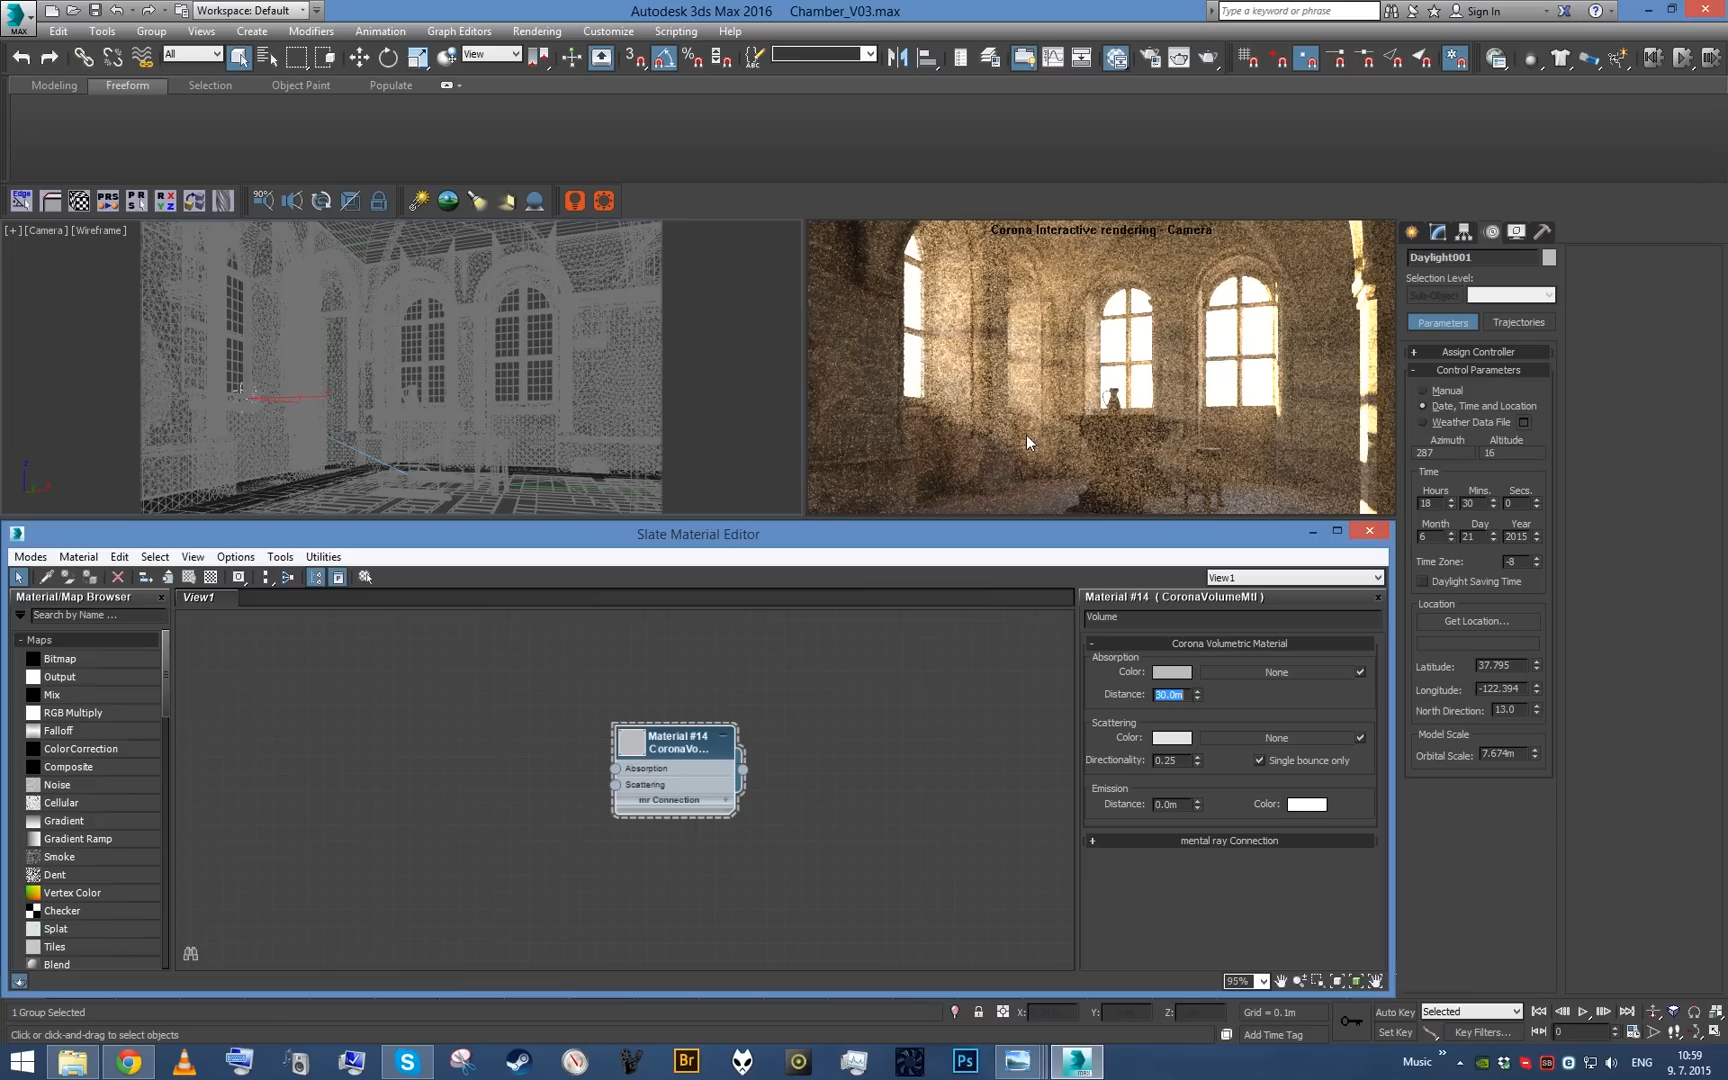 Workspace: Default
Autodesk 3ds Max 2016 Chamber_V03.max
Type a keyword or phrase
Sign In
MAX
Edit Tools Group Views Create Modifiers Animation Graph Editors Rendering Customize Scripting Help
All
View
Modeling Freeform Selection Object Paint Populate
[+] [Camera] [Wireframe]
Corona Interactive rendering - Camera
Daylight001
Selection Level:
Sub-Object
Parameters Trajectories
+ Assign Controller
- Control Parameters
Manual
Date, Time and Location
Weather Data File
Azimuth Altitude
287 16
Time
Hours Mins. Secs.
18 30 0
Month Day Year
6 21 2015
Time Zone: -8
Daylight Saving Time
Location
Get Location...
Latitude: 37.795
Longitude: -122.394
North Direction: 13.0
Model Scale
Orbital Scale: 7.674m
Slate Material Editor
Modes Material Edit Select View Options Tools Utilities
View1
Material/Map Browser
Search by Name ...
- Maps
Bitmap
Output
Mix
RGB Multiply
Falloff
ColorCorrection
Composite
Noise
Cellular
Gradient
Gradient Ramp
Smoke
Dent
Vertex Color
Checker
Splat
Tiles
Blend
View1
Material #14
CoronaVo...
Absorption
Scattering
mr Connection +
Material #14 ( CoronaVolumeMtl )
Volume
- Corona Volumetric Material
Absorption
Color: None
Distance: 30.0m
Scattering
Color: None
Directionality: 0.25 Single bounce only
Emission
Distance: 0.0m Color:
+ mental ray Connection
95%
1 Group Selected
X: Y: Z: Grid = 0.1m
Auto Key Selected
Click or click-and-drag to select objects
Add Time Tag
Set Key Key Filters...
0
Br
Ps
MAX
Music
ENG
10:59
9. 7. 2015